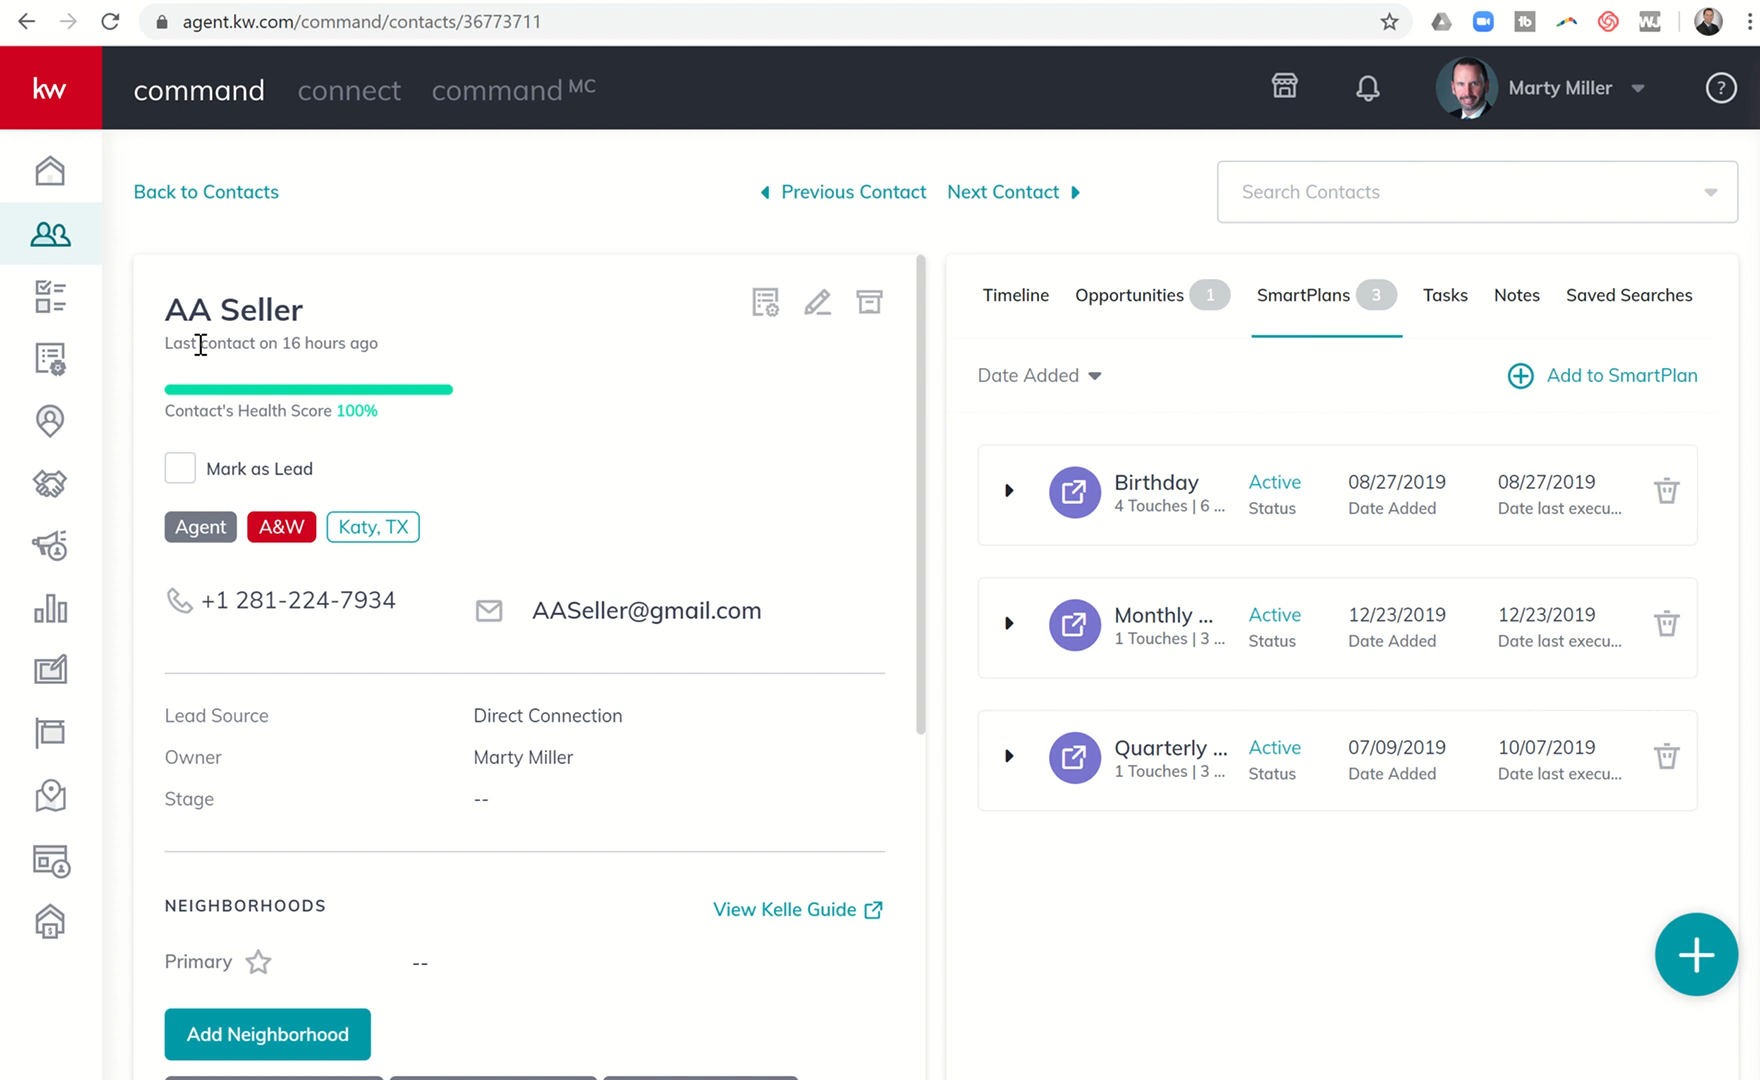 agent.kw.com/command/contacts/36773711
kw
command connect command MC
Marty Miller
?
Back to Contacts
Previous Contact Next Contact
Search Contacts
AA Seller
Last contact on 16 hours ago
Contact's Health Score 100%
Mark as Lead
Agent A&W Katy, TX
+1 281-224-7934
AASeller@gmail.com
Lead Source Direct Connection
Owner Marty Miller
Stage --
NEIGHBORHOODS
View Kelle Guide
Primary --
Add Neighborhood
Timeline Opportunities 1 SmartPlans 3 Tasks Notes Saved Searches
Date Added
Add to SmartPlan
Birthday Active 08/27/2019 08/27/2019
4 Touches | 6 ... Status Date Added Date last execu...
Monthly ... Active 12/23/2019 12/23/2019
1 Touches | 3 ... Status Date Added Date last execu...
Quarterly ... Active 07/09/2019 10/07/2019
1 Touches | 3 ... Status Date Added Date last execu...